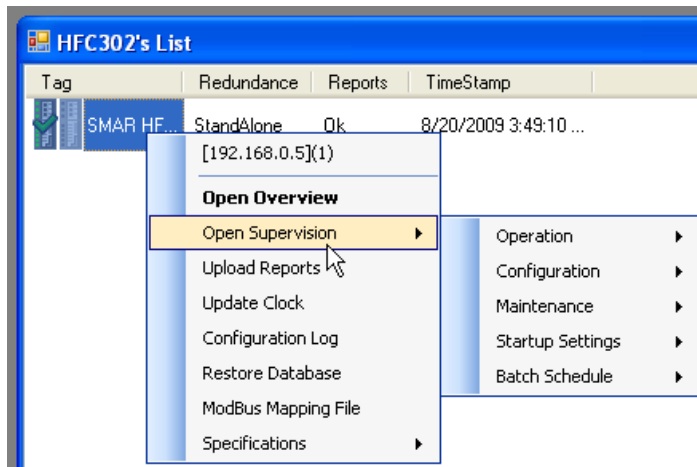 HFC302's List
Tag Redundance Reports TimeStamp
SMAR HF... StandAlone Ok 8/20/2009 3:49:10 ...
[192.168.0.5](1)
Open Overview
Open Supervision
Upload Reports
Update Clock
Configuration Log
Restore Database
ModBus Mapping File
Specifications
Operation
Configuration
Maintenance
Startup Settings
Batch Schedule